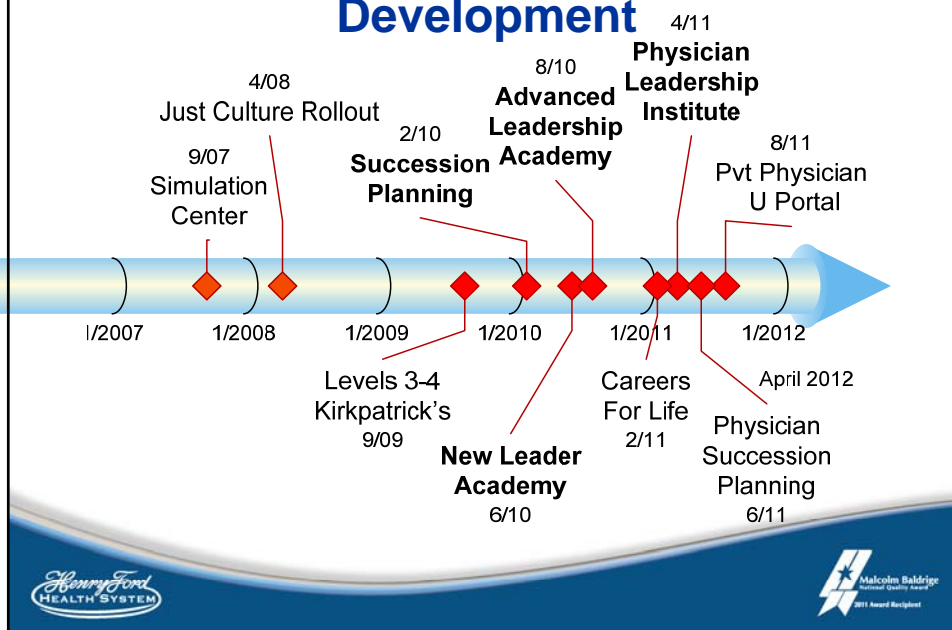 Development
9/07
Simulation
Center
4/08
Just Culture Rollout
2/10
Succession
Planning
8/10
Advanced
Leadership
Academy
4/11
Physician
Leadership
Institute
8/11
Pvt Physician
U Portal
/2007
1/2008
1/2009
1/2010
1/2011
1/2012
Levels 3-4
Kirkpatrick’s
9/09
New Leader
Academy
6/10
Careers
For Life
2/11
April 2012
Physician
Succession
Planning
6/11
Henry Ford
HEALTH SYSTEM
Malcolm Baldrige
National Quality Award
2011 Award Recipient